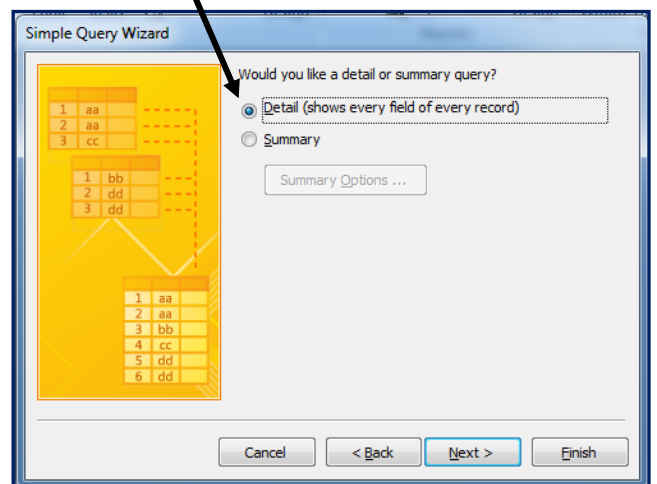 Simple Query Wizard
Would you like a detail or summary query?
Detail (shows every field of every record)
Summary
Summary Options ...
1 aa
2 aa
3 cc
1 bb
2 dd
3 dd
1 aa
2 aa
3 bb
4 cc
5 dd
6 dd
Cancel
< Back
Next >
Finish